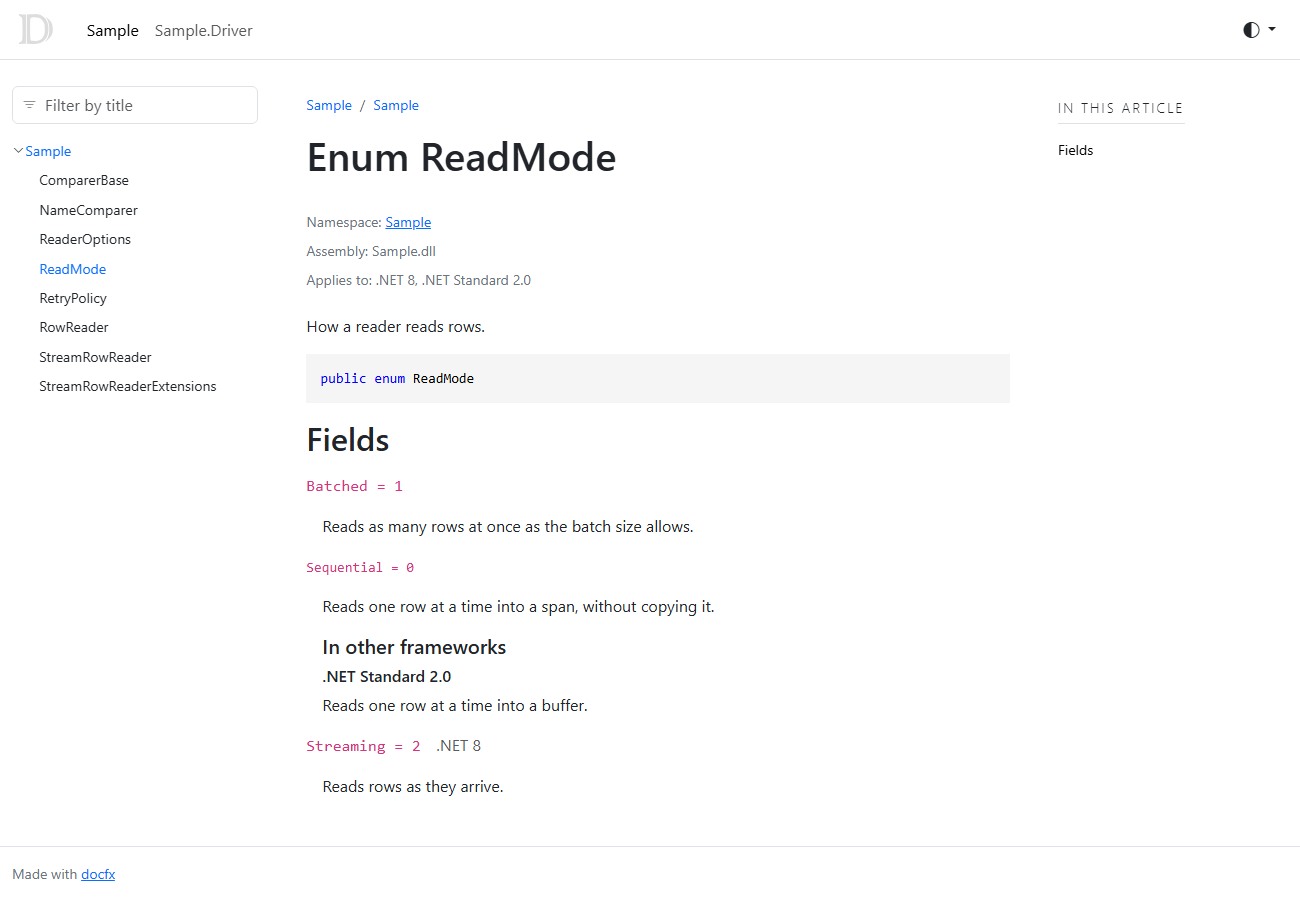 D
Sample Sample.Driver
Filter by title
Sample
ComparerBase
NameComparer
ReaderOptions
ReadMode
RetryPolicy
RowReader
StreamRowReader
StreamRowReaderExtensions
Sample / Sample
Enum ReadMode
Namespace: Sample
Assembly: Sample.dll
Applies to: .NET 8, .NET Standard 2.0
How a reader reads rows.
public enum ReadMode
Fields
Batched = 1
Reads as many rows at once as the batch size allows.
Sequential = 0
Reads one row at a time into a span, without copying it.
In other frameworks
.NET Standard 2.0
Reads one row at a time into a buffer.
Streaming = 2 .NET 8
Reads rows as they arrive.
IN THIS ARTICLE
Fields
Made with docfx